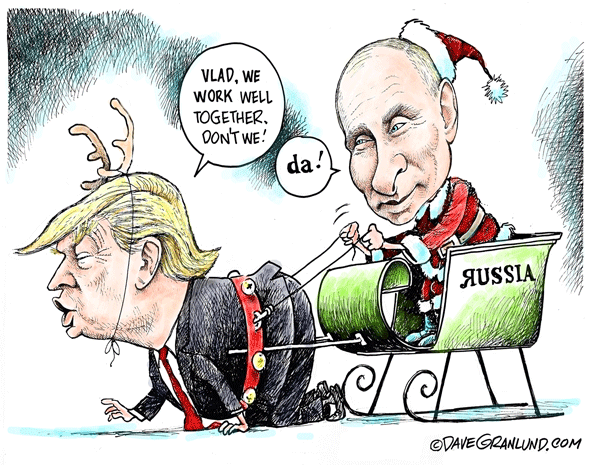 VLAD, WE
WORK WELL
TOGETHER.
DON'T WE!
da!
ЯUSSIA
©DAVEGRANLUND.COM